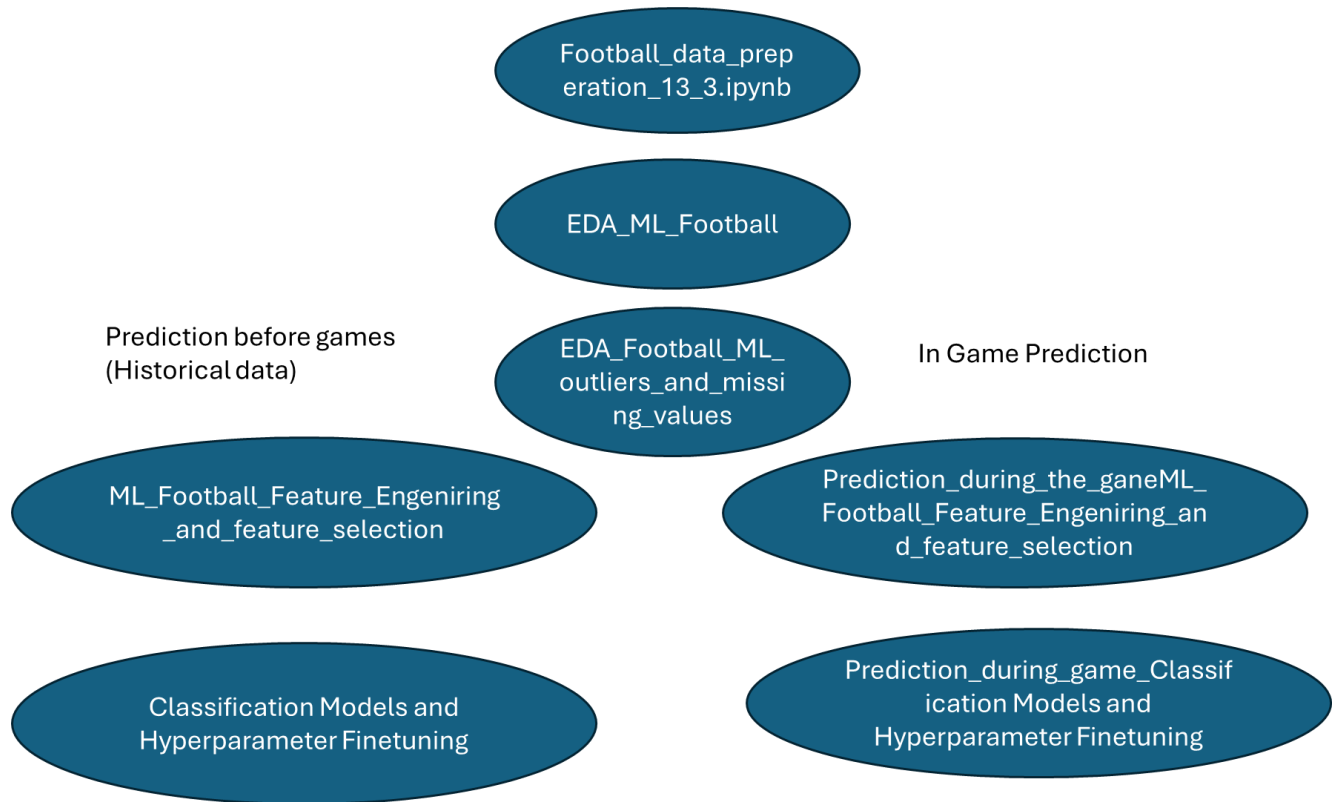 Football_data_prep
eration_13_3.ipynb
EDA_ML_Football
Prediction before games
(Historical data)
EDA_Football_ML_
outliers_and_missi
ng_values
In Game Prediction
ML_Football_Feature_Engeniring
_and_feature_selection
Prediction_during_the_ganeML_
Football_Feature_Engeniring_an
d_feature_selection
Classification Models and
Hyperparameter Finetuning
Prediction_during_game_Classif
ication Models and
Hyperparameter Finetuning